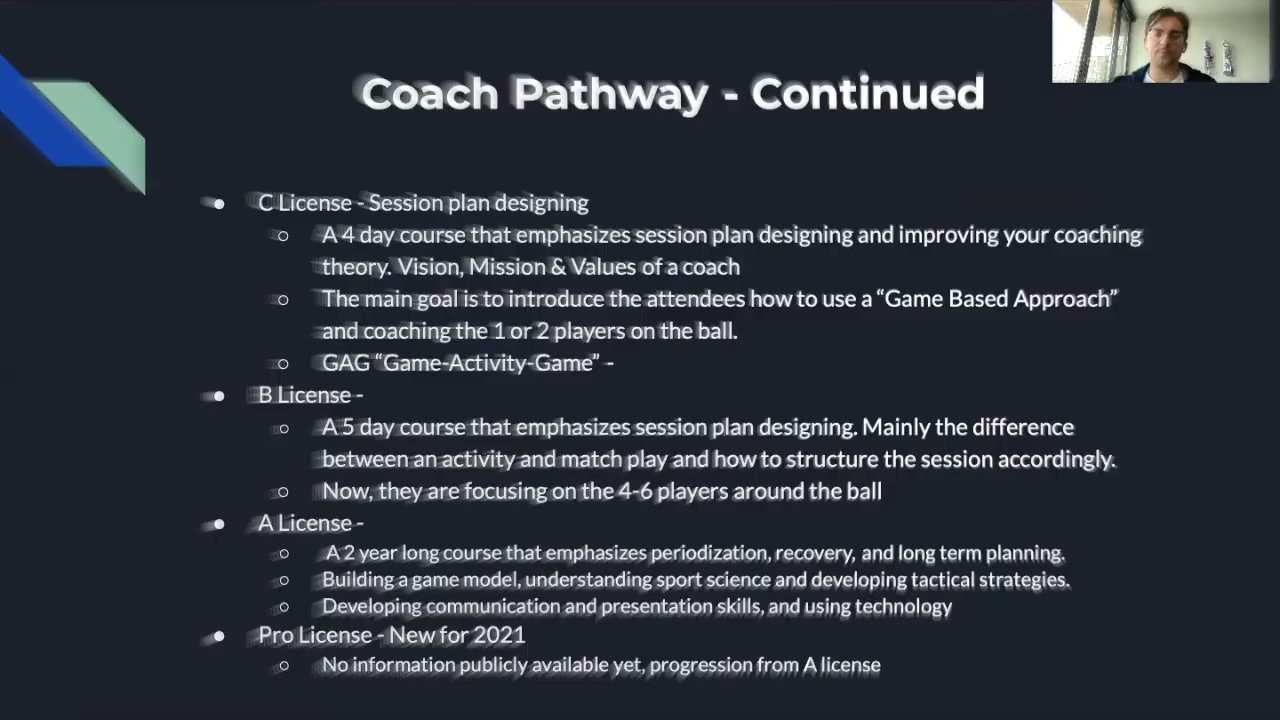 Coach Pathway - Continued
● C License - Session plan designing
○ A 4 day course that emphasizes session plan designing and improving your coaching
theory. Vision, Mission & Values of a coach
○ The main goal is to introduce the attendees how to use a “Game Based Approach”
and coaching the 1 or 2 players on the ball.
○ GAG “Game-Activity-Game” -
● B License -
○ A 5 day course that emphasizes session plan designing. Mainly the difference
between an activity and match play and how to structure the session accordingly.
○ Now, they are focusing on the 4-6 players around the ball
● A License -
○ A 2 year long course that emphasizes periodization, recovery, and long term planning.
○ Building a game model, understanding sport science and developing tactical strategies.
○ Developing communication and presentation skills, and using technology
● Pro License - New for 2021
○ No information publicly available yet, progression from A license